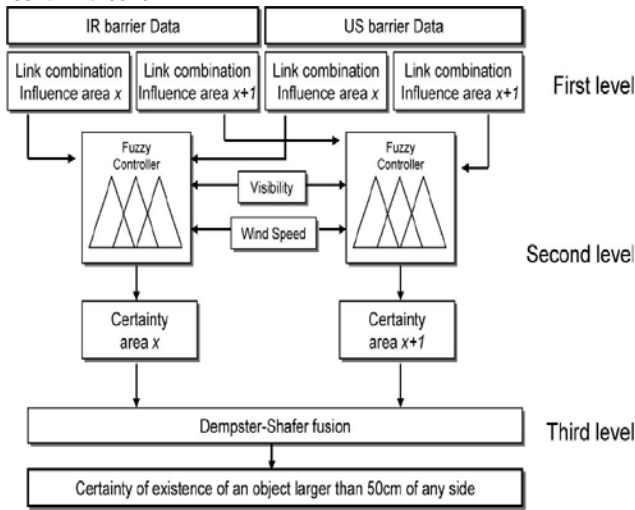 IR barrier Data
US barrier Data
Link combination
Influence area x
Link combination
Influence area x+1
Link combination
Influence area x
Link combination
Influence area x+1
First level
Fuzzy
Controller
Fuzzy
Controller
Visibility
Wind Speed
Second level
Certainty
area x
Certainty
area x+1
Dempster-Shafer fusion
Third level
Certainty of existence of an object larger than 50cm of any side